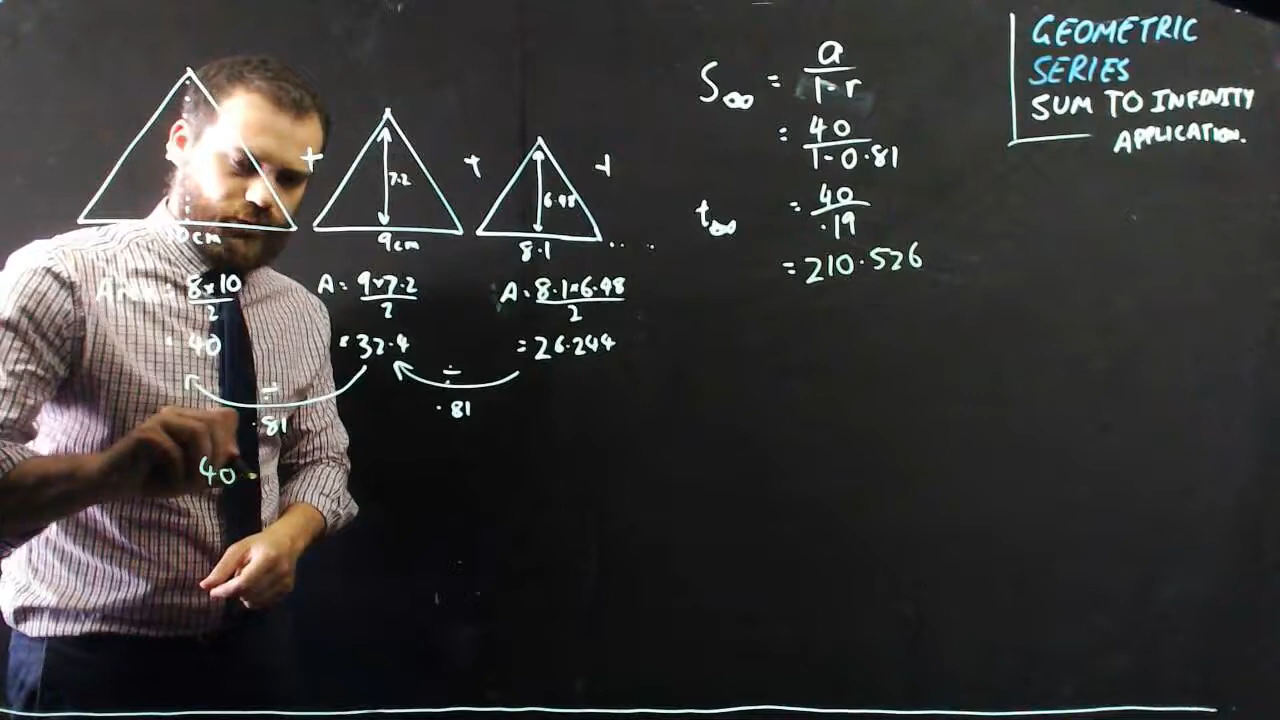 GEOMETRIC
SERIES
SUM TO INFINITY
APPLICATION.
S∞ = a/1-r
= 40/1-0.81
t∞
= 40/.19
= 210.526
+
7.2
+
6.48
+
0cm
9cm
8.1
....
= 8×10/2
A = 9×7.2/2
A = 8.1×6.48/2
= 40
= 32.4
= 26.244
÷
.81
÷
.81
40